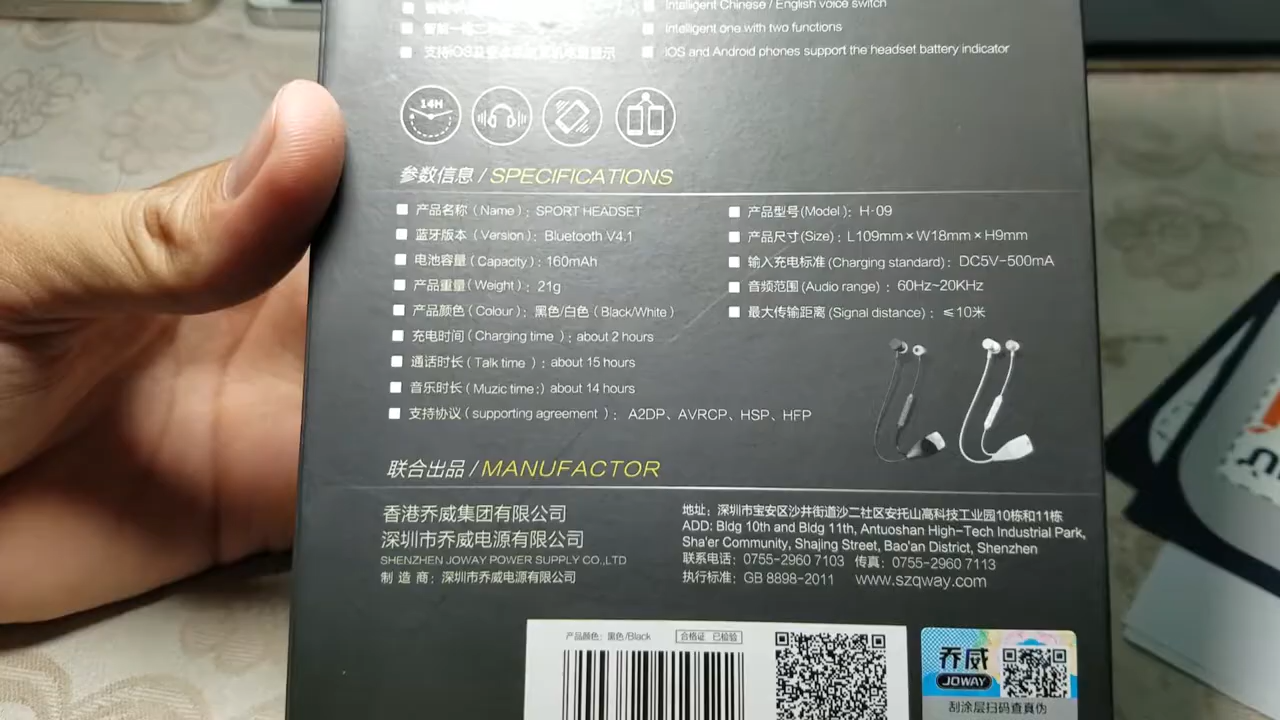 Intelligent Chinese / English voice switch
Intelligent one with two functions
iOS and Android phones support the headset battery indicator
14H
参数信息 / SPECIFICATIONS
产品名称 ( Name ) : SPORT HEADSET
蓝牙版本 ( Version ) : Bluetooth V4.1
电池容量 ( Capacity ) : 160mAh
产品重量 ( Weight ) : 21g
产品颜色 ( Colour ) : 黑色/白色 ( Black/White )
充电时间 ( Charging time ) : about 2 hours
通话时长 ( Talk time ) : about 15 hours
音乐时长 ( Muzic time:) about 14 hours
支持协议 ( supporting agreement ) : A2DP、AVRCP、HSP、HFP
产品型号(Model) : H-09
产品尺寸(Size) : L109mm×W18mm×H9mm
输入充电标准 (Charging standard) : DC5V-500mA
音频范围 (Audio range) : 60Hz~20KHz
最大传输距离 (Signal distance) : ≤10米
联合出品 / MANUFACTOR
香港乔威集团有限公司
深圳市乔威电源有限公司
SHENZHEN JOWAY POWER SUPPLY CO.,LTD
制 造 商：深圳市乔威电源有限公司
地址：深圳市宝安区沙井街道沙二社区安托山高科技工业园10栋和11栋
ADD: Bldg 10th and Bldg 11th, Antuoshan High-Tech Industrial Park,
Sha'er Community, Shajing Street, Bao'an District, Shenzhen
联系电话：0755-2960 7103 传真：0755-2960 7113
执行标准：GB 8898-2011 www.szqway.com
产品颜色：黑色/Black
合格证 已检验
乔威
JOWAY
刮涂层扫码查真伪